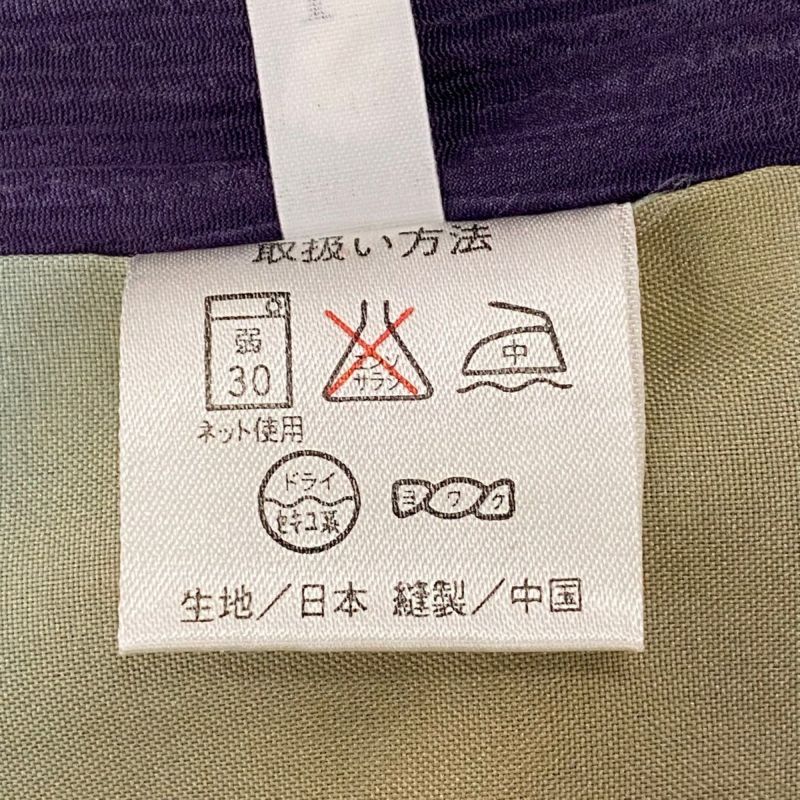 取扱い方法
弱
30
エンソ
サラシ
中
ネット使用
ドライ
セキユ系
ヨワク
生地／日本 縫製／中国